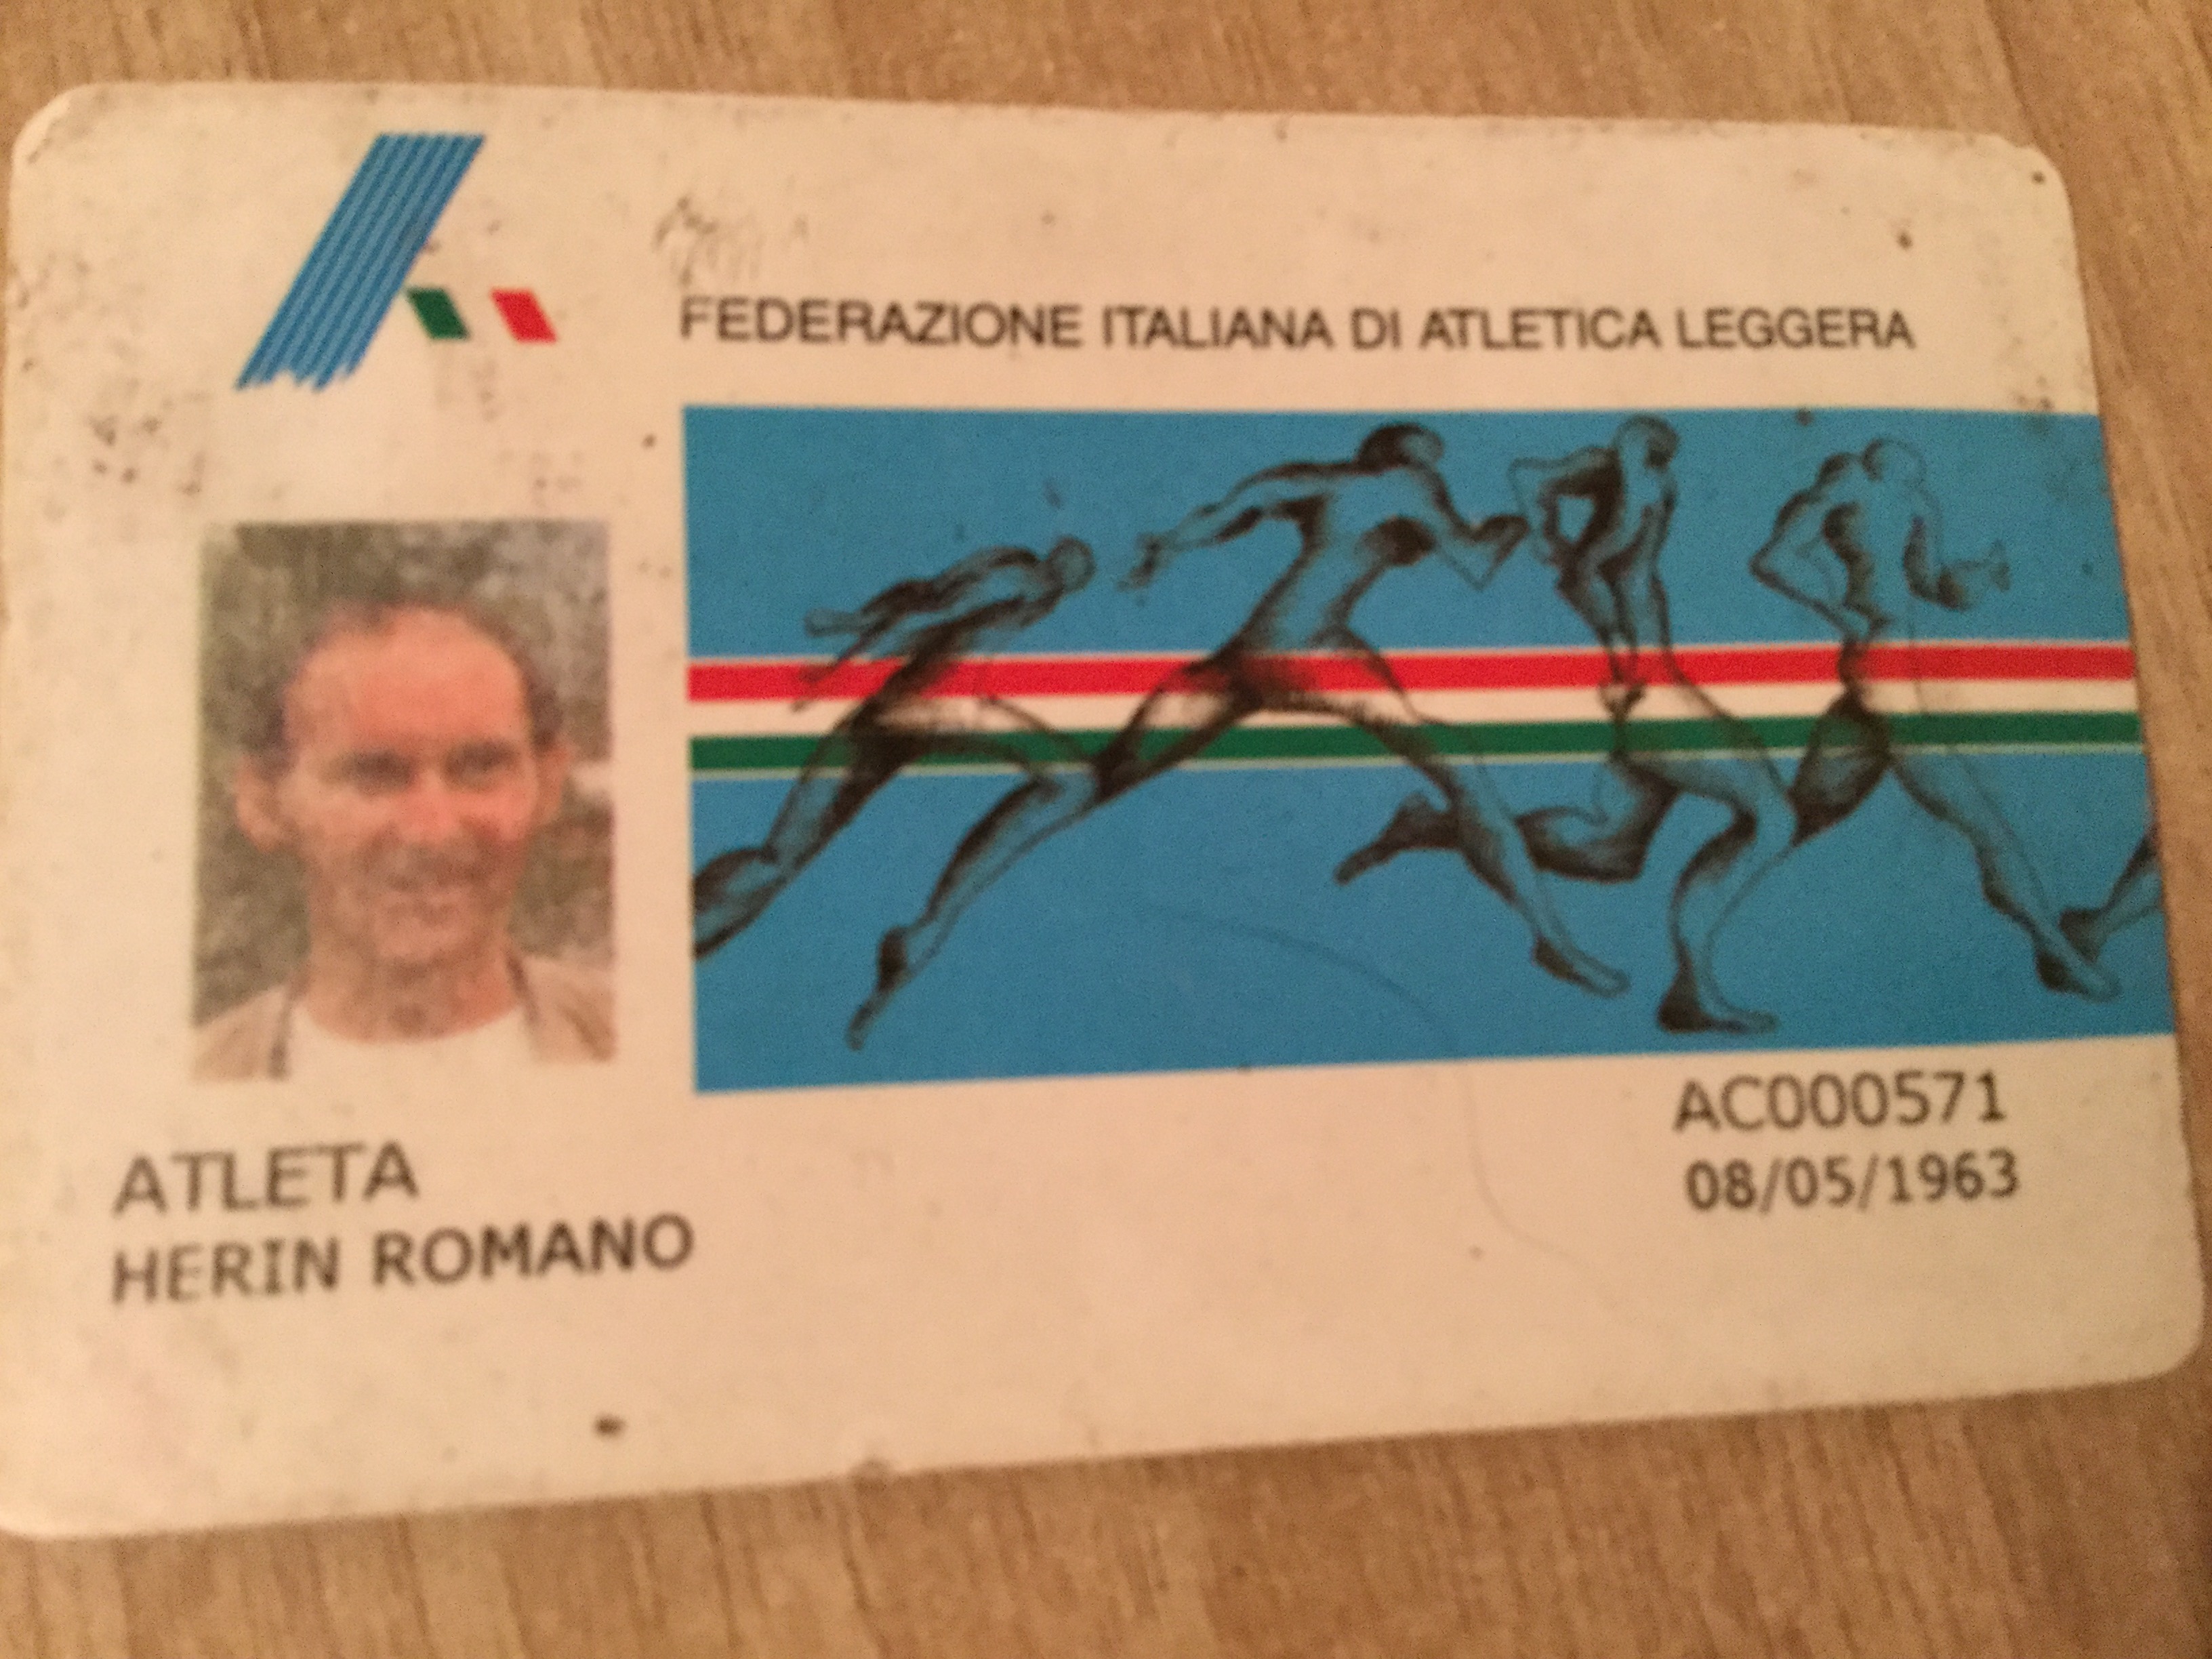 FEDERAZIONE ITALIANA DI ATLETICA LEGGERA
AC000571
08/05/1963
ATLETA
HERIN ROMANO